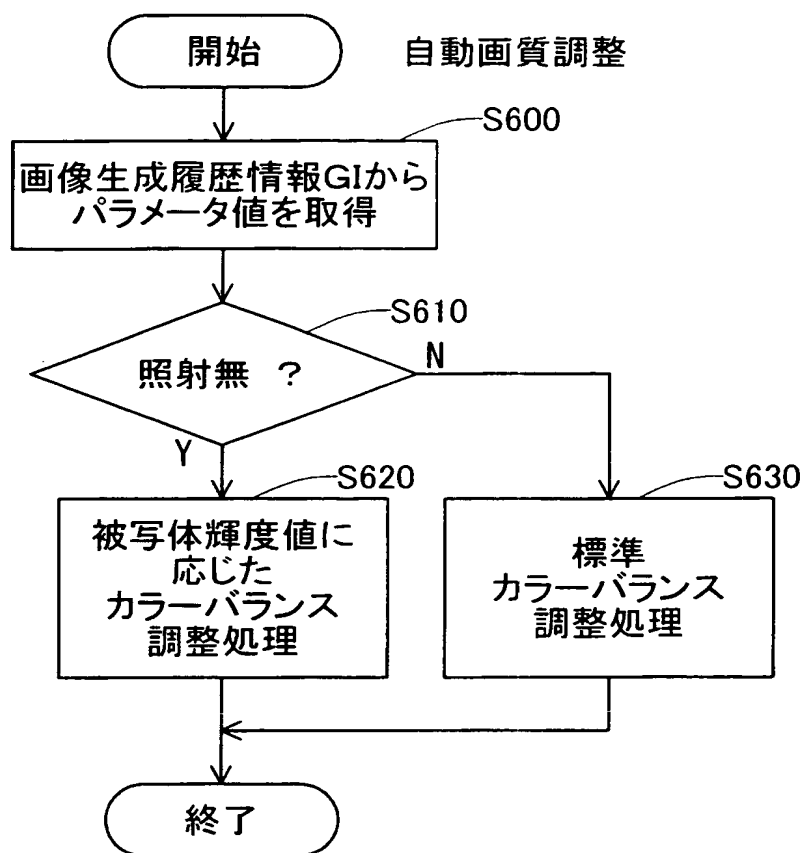 開始
自動画質調整
S600
画像生成履歴情報GIから
パラメータ値を取得
S610
照射無 ?
N
Y
S620
S630
被写体輝度値に
応じた
カラーバランス
調整処理
標準
カラーバランス
調整処理
終了